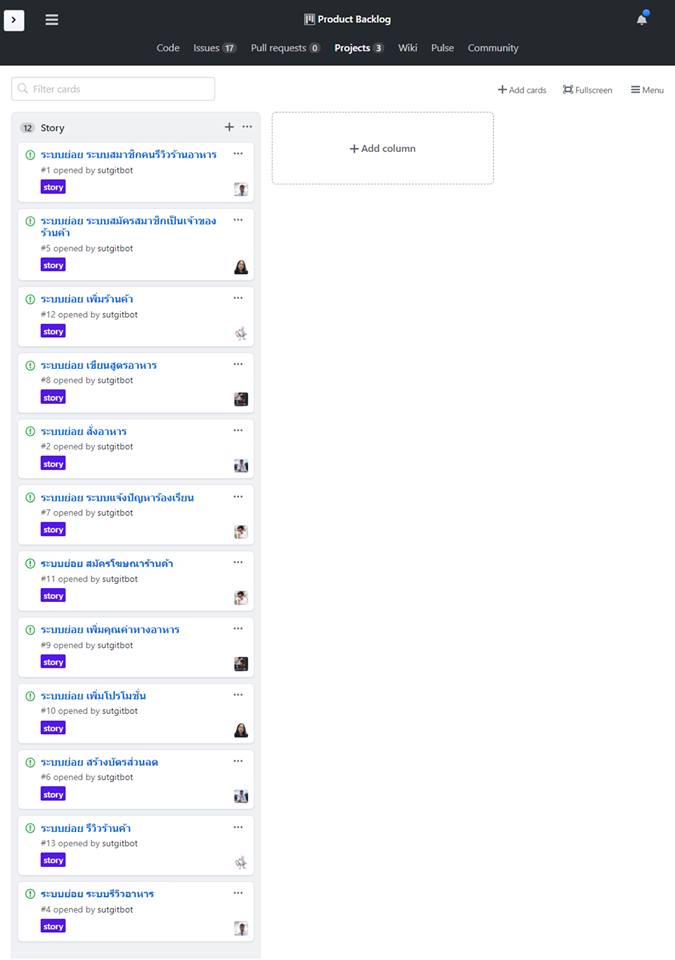 Product Backlog
Code Issues 17 Pull requests 0 Projects 3 Wiki Pulse Community
Filter cards
Add cards Fullscreen Menu
12 Story
Add column
ระบบย่อย ระบบสมาชิกคนรีวิวร้านอาหาร
#1 opened by sutgitbot
story
ระบบย่อย ระบบสมัครสมาชิกเป็นเจ้าของ
ร้านค้า
#5 opened by sutgitbot
story
ระบบย่อย เพิ่มร้านค้า
#12 opened by sutgitbot
story
ระบบย่อย เขียนสูตรอาหาร
#8 opened by sutgitbot
story
ระบบย่อย สั่งอาหาร
#2 opened by sutgitbot
story
ระบบย่อย ระบบแจ้งปัญหาร้องเรียน
#7 opened by sutgitbot
story
ระบบย่อย สมัครโฆษณาร้านค้า
#11 opened by sutgitbot
story
ระบบย่อย เพิ่มคุณค่าทางอาหาร
#9 opened by sutgitbot
story
ระบบย่อย เพิ่มโปรโมชั่น
#10 opened by sutgitbot
story
ระบบย่อย สร้างบัตรส่วนลด
#6 opened by sutgitbot
story
ระบบย่อย รีวิวร้านค้า
#13 opened by sutgitbot
story
ระบบย่อย ระบบรีวิวอาหาร
#4 opened by sutgitbot
story